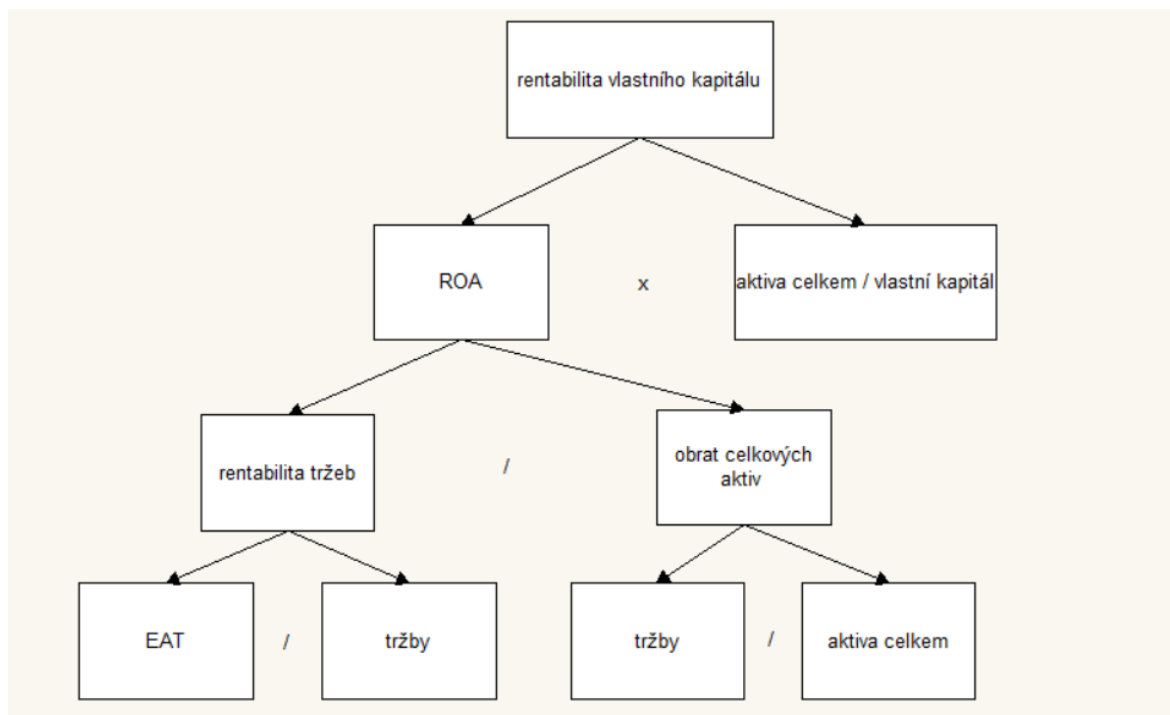 rentabilita vlastního kapitálu
ROA
x
aktiva celkem / vlastní kapitál
rentabilita tržeb
/
obrat celkových
aktiv
EAT
/
tržby
tržby
/
aktiva celkem